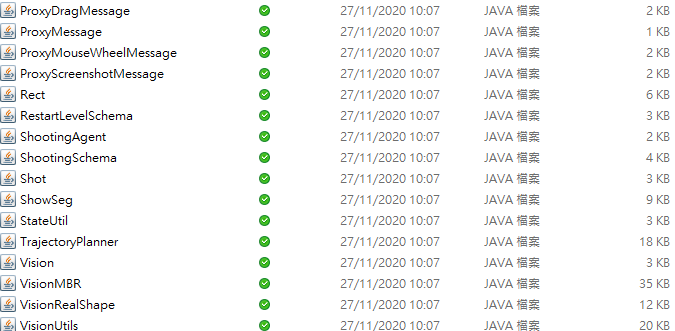 ProxyDragMessage 27/11/2020 10:07 JAVA 檔案 2 KB
ProxyMessage 27/11/2020 10:07 JAVA 檔案 1 KB
ProxyMouseWheelMessage 27/11/2020 10:07 JAVA 檔案 2 KB
ProxyScreenshotMessage 27/11/2020 10:07 JAVA 檔案 2 KB
Rect 27/11/2020 10:07 JAVA 檔案 6 KB
RestartLevelSchema 27/11/2020 10:07 JAVA 檔案 3 KB
ShootingAgent 27/11/2020 10:07 JAVA 檔案 2 KB
ShootingSchema 27/11/2020 10:07 JAVA 檔案 4 KB
Shot 27/11/2020 10:07 JAVA 檔案 3 KB
ShowSeg 27/11/2020 10:07 JAVA 檔案 9 KB
StateUtil 27/11/2020 10:07 JAVA 檔案 3 KB
TrajectoryPlanner 27/11/2020 10:07 JAVA 檔案 18 KB
Vision 27/11/2020 10:07 JAVA 檔案 3 KB
VisionMBR 27/11/2020 10:07 JAVA 檔案 35 KB
VisionRealShape 27/11/2020 10:07 JAVA 檔案 12 KB
VisionUtils 27/11/2020 10:07 JAVA 檔案 20 KB